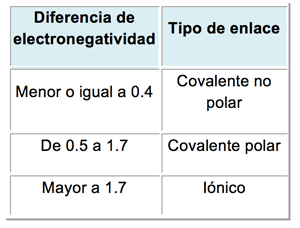 Diferencia de electronegatividad
Tipo de enlace
Menor o igual a 0.4
Covalente no polar
De 0.5 a 1.7
Covalente polar
Mayor a 1.7
Iónico